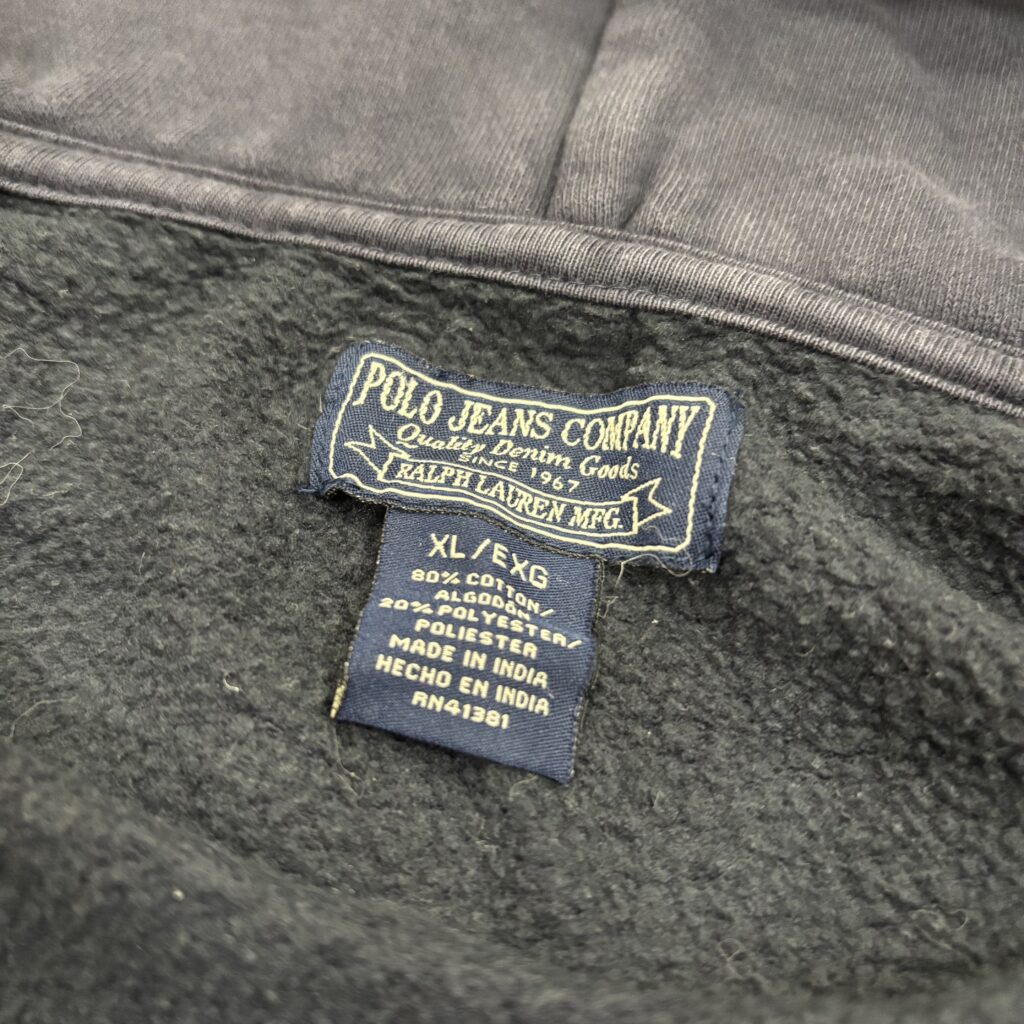 POLO JEANS COMPANY
Quality Denim Goods
SINCE 1967
RALPH LAUREN MFG.
XL/EXG
80% COTTON/
ALGODÓN,
20% POLYESTER/
POLIESTER
MADE IN INDIA
HECHO EN INDIA
RN41381